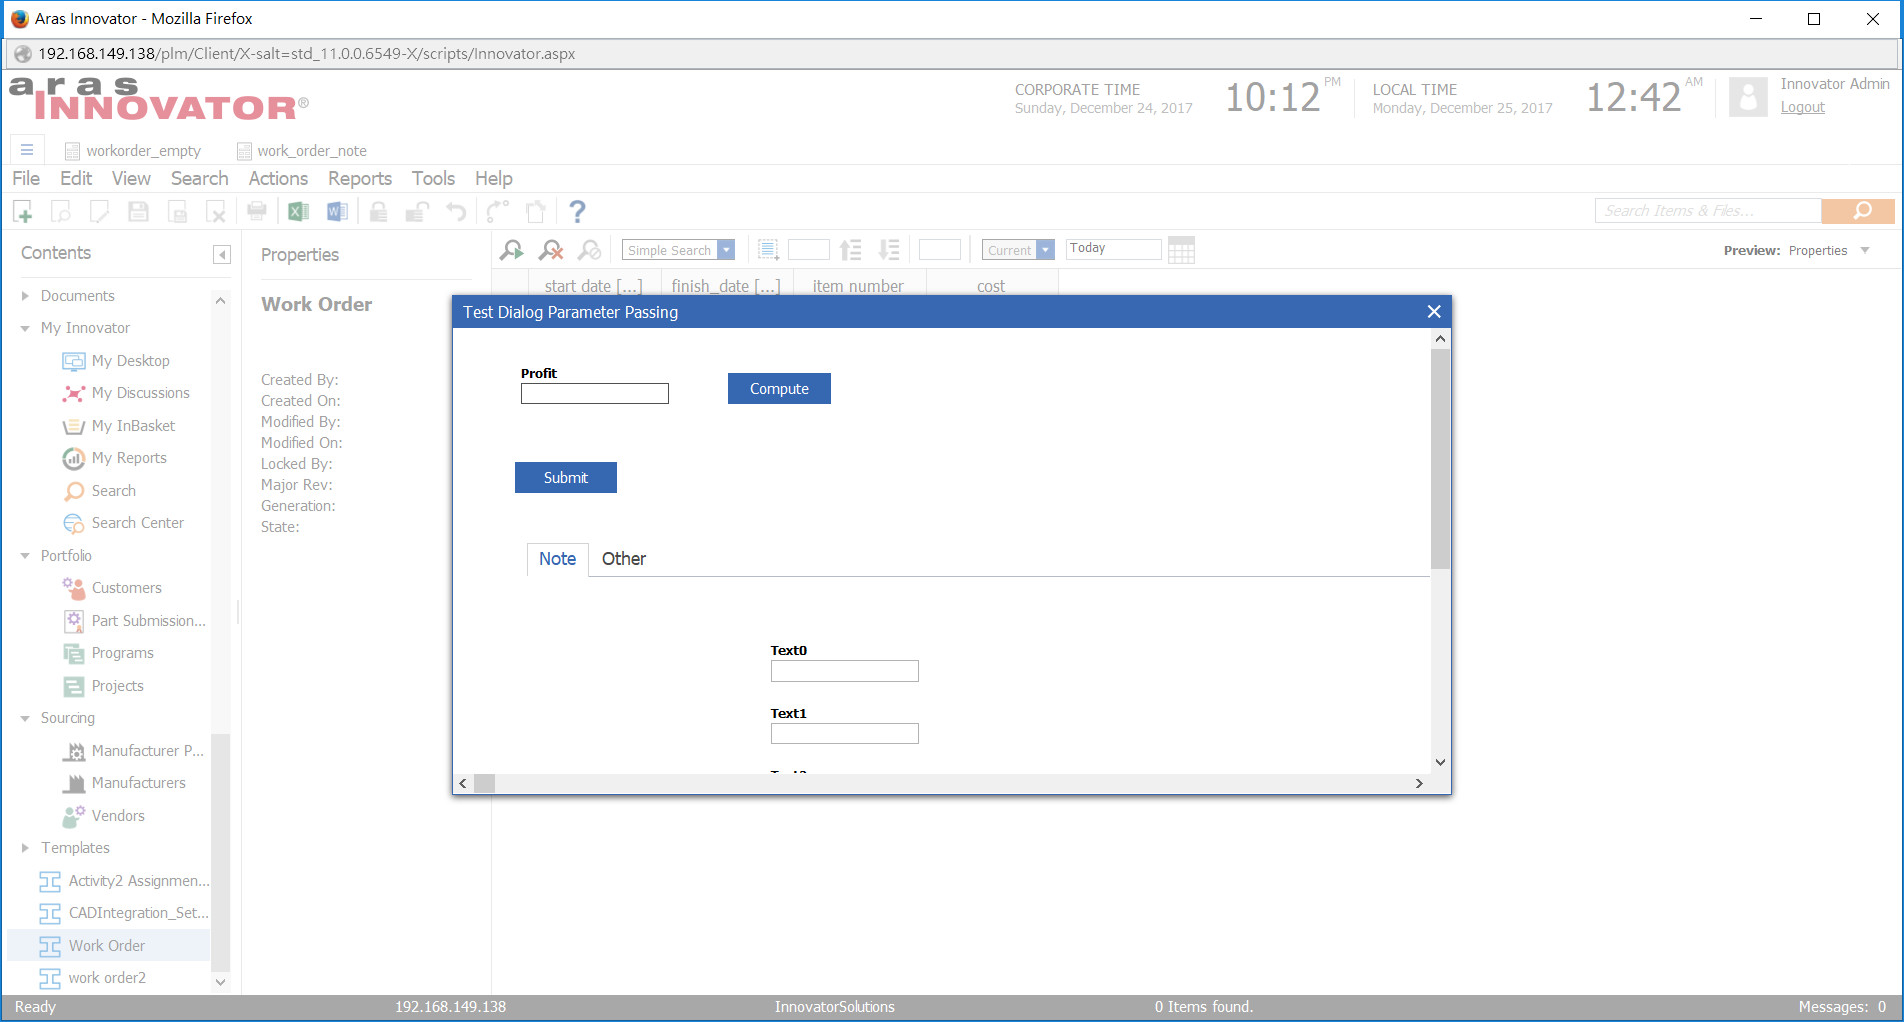 Aras Innovator - Mozilla Firefox
192.168.149.138/plm/Client/X-salt=std_11.0.0.6549-X/scripts/Innovator.aspx
aras
INNOVATOR®
CORPORATE TIME
Sunday, December 24, 2017
10:12 PM
LOCAL TIME
Monday, December 25, 2017
12:42 AM
Innovator Admin
Logout
workorder_empty
work_order_note
File Edit View Search Actions Reports Tools Help
Search Items & Files...
Contents
Documents
My Innovator
My Desktop
My Discussions
My InBasket
My Reports
Search
Search Center
Portfolio
Customers
Part Submission...
Programs
Projects
Sourcing
Manufacturer P...
Manufacturers
Vendors
Templates
Activity2 Assignmen...
CADIntegration_Set...
Work Order
work order2
Properties
Work Order
Created By:
Created On:
Modified By:
Modified On:
Locked By:
Major Rev:
Generation:
State:
Simple Search
Current
Today
Preview: Properties
start date [...] finish_date [...] item number cost
Test Dialog Parameter Passing
Profit
Compute
Submit
Note Other
Text0
Text1
Ready 192.168.149.138 InnovatorSolutions 0 Items found. Messages: 0